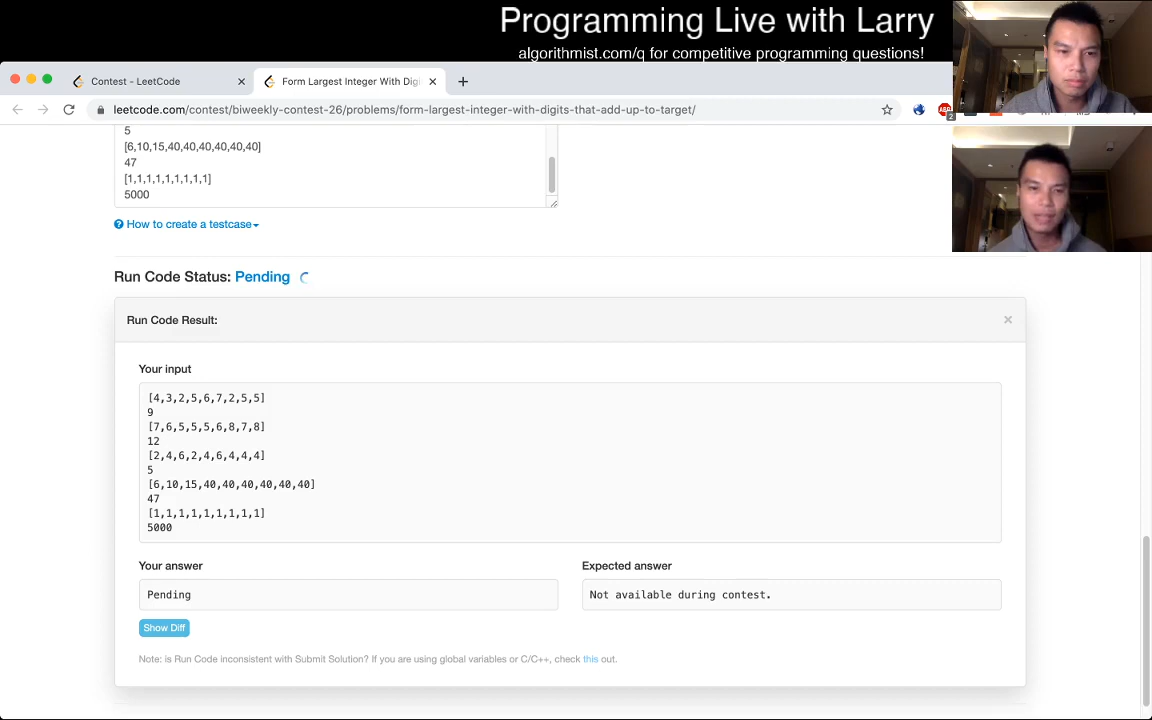 Programming Live with Larry
algorithmist.com/q for competitive programming questions!
Contest - LeetCode
Form Largest Integer With Digi
leetcode.com/contest/biweekly-contest-26/problems/form-largest-integer-with-digits-that-add-up-to-target/
5
[6,10,15,40,40,40,40,40,40]
47
[1,1,1,1,1,1,1,1,1]
5000
How to create a testcase
Run Code Status: Pending
Run Code Result:
Your input
[4,3,2,5,6,7,2,5,5]
9
[7,6,5,5,5,6,8,7,8]
12
[2,4,6,2,4,6,4,4,4]
5
[6,10,15,40,40,40,40,40,40]
47
[1,1,1,1,1,1,1,1,1]
5000
Your answer
Expected answer
Pending
Not available during contest.
Show Diff
Note: is Run Code inconsistent with Submit Solution? If you are using global variables or C/C++, check this out.